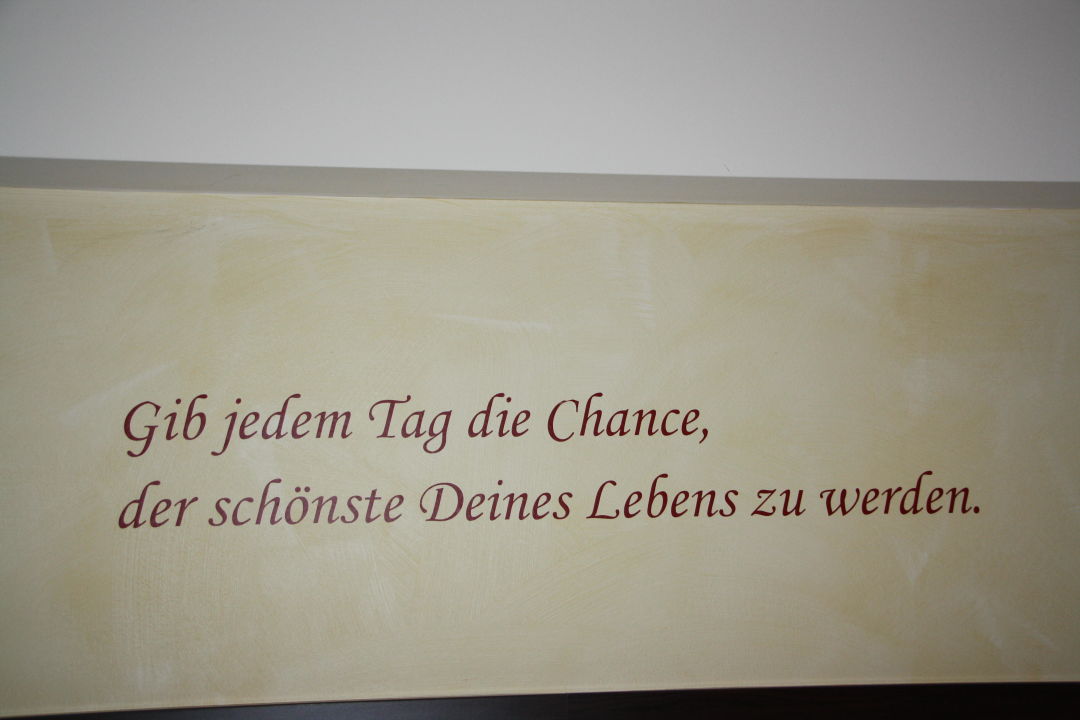 Gib jedem Tag die Chance,
der schönste Deines Lebens zu werden.